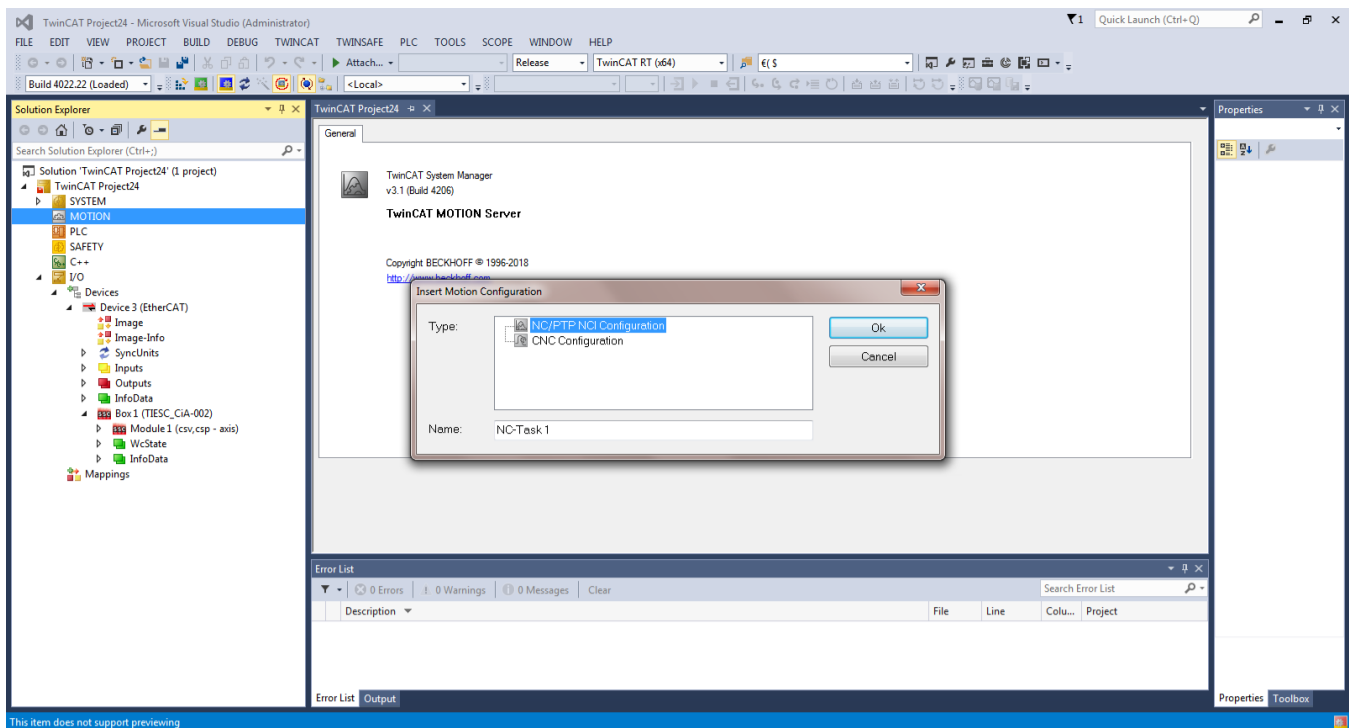 TwinCAT Project24 - Microsoft Visual Studio (Administrator)
1 Quick Launch (Ctrl+Q)
FILE EDIT VIEW PROJECT BUILD DEBUG TWINCAT TWINSAFE PLC TOOLS SCOPE WINDOW HELP
Attach... Release TwinCAT RT (x64) €( $
Build 4022.22 (Loaded) <Local>
Solution Explorer
Search Solution Explorer (Ctrl+;)
Solution 'TwinCAT Project24' (1 project)
TwinCAT Project24
SYSTEM
MOTION
PLC
SAFETY
C++
I/O
Devices
Device 3 (EtherCAT)
Image
Image-Info
SyncUnits
Inputs
Outputs
InfoData
Box 1 (TIESC_CiA-002)
Module 1 (csv,csp - axis)
WcState
InfoData
Mappings
TwinCAT Project24
General
TwinCAT System Manager
v3.1 (Build 4206)
TwinCAT MOTION Server
Copyright BECKHOFF © 1996-2018
http://www.beckhoff.com
Insert Motion Configuration
Type:
NC/PTP NCI Configuration
CNC Configuration
Ok
Cancel
Name: NC-Task 1
Error List
0 Errors 0 Warnings 0 Messages Clear Search Error List
Description File Line Colu... Project
Error List Output
Properties
Properties Toolbox
This item does not support previewing